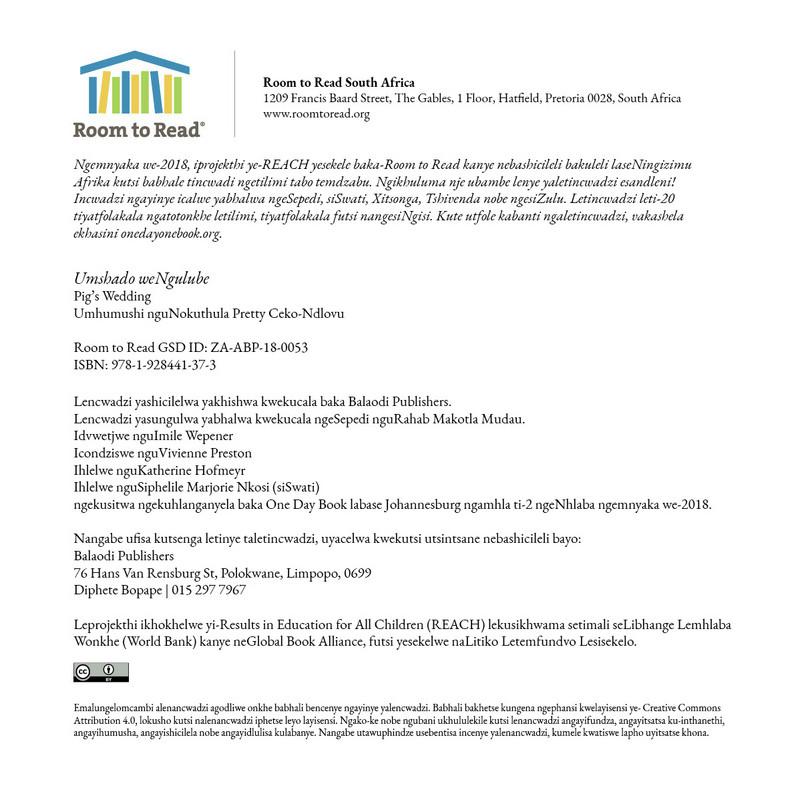 Room to Read®
Room to Read South Africa
1209 Francis Baard Street, The Gables, 1 Floor, Hatfield, Pretoria 0028, South Africa
www.roomtoread.org
Ngemnyaka we-2018, iprojekthi ye-REACH yesekele baka-Room to Read kanye nebashicileli bakuleli laseNingizimu
Afrika kutsi babhale tincwadi ngetilimi tabo temdzabu. Ngikhuluma nje ubambe lenye yaletincwadzi esandleni!
Incwadzi ngayinye icalwe yabhalwa ngeSepedi, siSwati, Xitsonga, Tshivenda nobe ngesiZulu. Letincwadzi leti-20
tiyatfolakala ngatotonkhe letilimi, tiyatfolakala futsi nangesiNgisi. Kute utfole kabanti ngaletincwadzi, vakashela
ekhasini onedayonebook.org.
Umshado weNgulube
Pig's Wedding
Umhumushi nguNokuthula Pretty Ceko-Ndlovu
Room to Read GSD ID: ZA-ABP-18-0053
ISBN: 978-1-928441-37-3
Lencwadzi yashicilelwa yakhishwa kwekucala baka Balaodi Publishers.
Lencwadzi yasungulwa yabhalwa kwekucala ngeSepedi nguRahab Makotla Mudau.
Idvwetjwe nguImile Wepener
Icondziswe nguVivienne Preston
Ihlelwe nguKatherine Hofmeyr
Ihlelwe nguSiphelile Marjorie Nkosi (siSwati)
ngekusitwa ngekuhlanganyela baka One Day Book labase Johannesburg ngamhla ti-2 ngeNhlaba ngemnyaka we-2018.
Nangabe ufisa kutsenga letinye taletincwadzi, uyacelwa kwekutsi utsintsane nebashicileli bayo:
Balaodi Publishers
76 Hans Van Rensburg St, Polokwane, Limpopo, 0699
Diphete Bopape | 015 297 7967
Leprojekthi ikhokhelwe yi-Results in Education for All Children (REACH) lekusikhwama setimali seLibhange Lemhlaba
Wonkhe (World Bank) kanye neGlobal Book Alliance, futsi yesekelwe naLitiko Letemfundvo Lesisekelo.
cc BY
Emalungelomcambi alenancwadzi agodliwe onkhe babhali bencenye ngayinye yalencwadzi. Babhali bakhetse kungena ngephansi kwelayisensi ye- Creative Commons
Attribution 4.0, lokusho kutsi nalenancwadzi iphetse leyo layisensi. Ngako-ke nobe ngubani ukhululekile kutsi lenancwadzi angayifundza, angayitsatsa ku-inthanethi,
angayihumusha, angayishicilela nobe angayidlulisa kulabanye. Nangabe utawuphindze usebentisa incenye yalenancwadzi, kumele kwatiswe lapho uyitsatse khona.